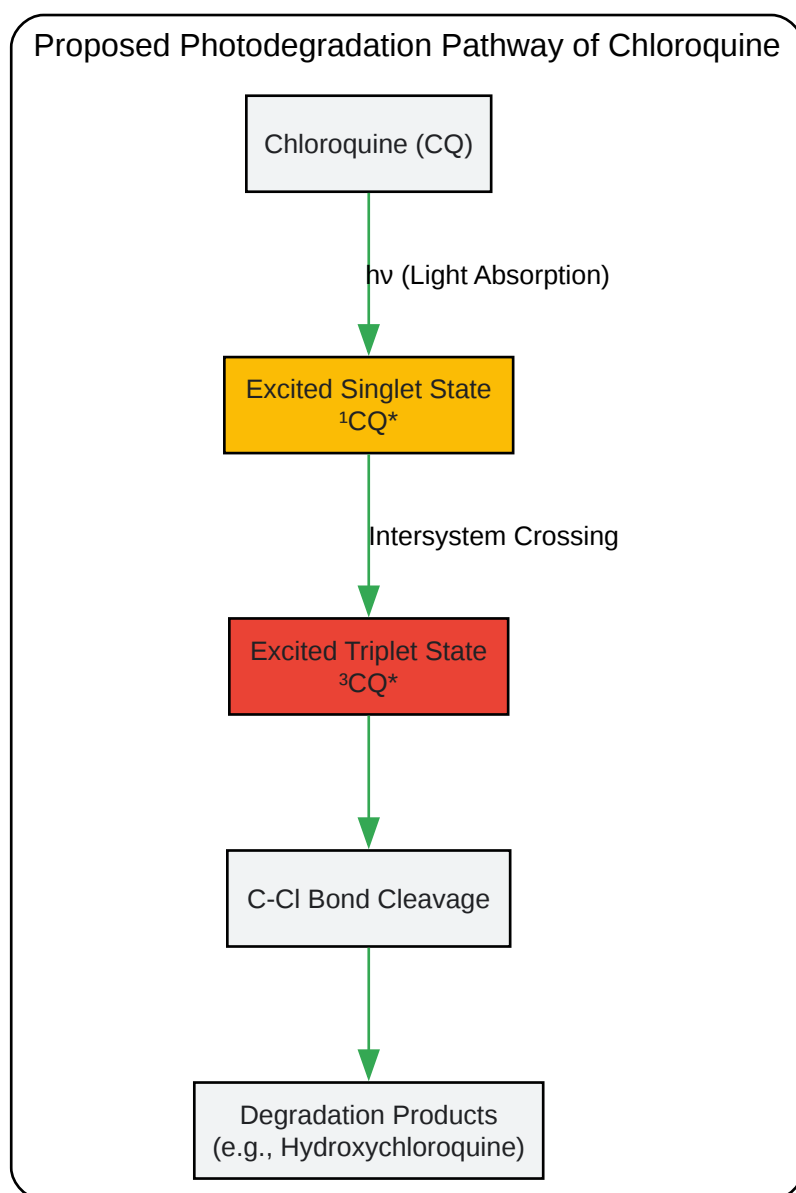 Proposed Photodegradation Pathway of Chloroquine
Chloroquine (CQ)
hν (Light Absorption)
Excited Singlet State
¹CQ*
Intersystem Crossing
Excited Triplet State
³CQ*
C-Cl Bond Cleavage
Degradation Products
(e.g., Hydroxychloroquine)